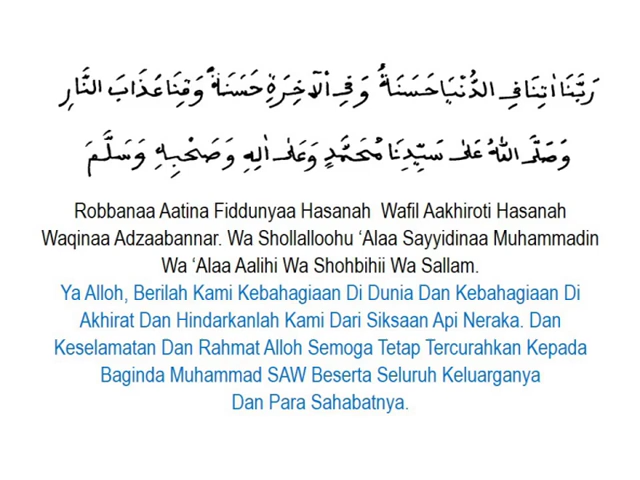 رَبَّنَا اٰتِنَا فِى الدُّنْيَا حَسَنَةً وَفِى اْلآخِرَةِ حَسَنَةً وَقِنَا عَذَابَ النَّارِ
وَصَلَّى اللّٰهُ عَلٰى سَيِّدِنَا مُحَمَّدٍ وَعَلٰى اٰلِهِ وَصَحْبِهِ وَسَلَّمَ
Robbanaa Aatina Fiddunyaa Hasanah  Wafil Aakhiroti Hasanah
Waqinaa Adzaabannar. Wa Shollalloohu ‘Alaa Sayyidinaa Muhammadin
Wa ‘Alaa Aalihi Wa Shohbihii Wa Sallam.
Ya Alloh, Berilah Kami Kebahagiaan Di Dunia Dan Kebahagiaan Di
Akhirat Dan Hindarkanlah Kami Dari Siksaan Api Neraka. Dan
Keselamatan Dan Rahmat Alloh Semoga Tetap Tercurahkan Kepada
Baginda Muhammad SAW Beserta Seluruh Keluarganya
Dan Para Sahabatnya.